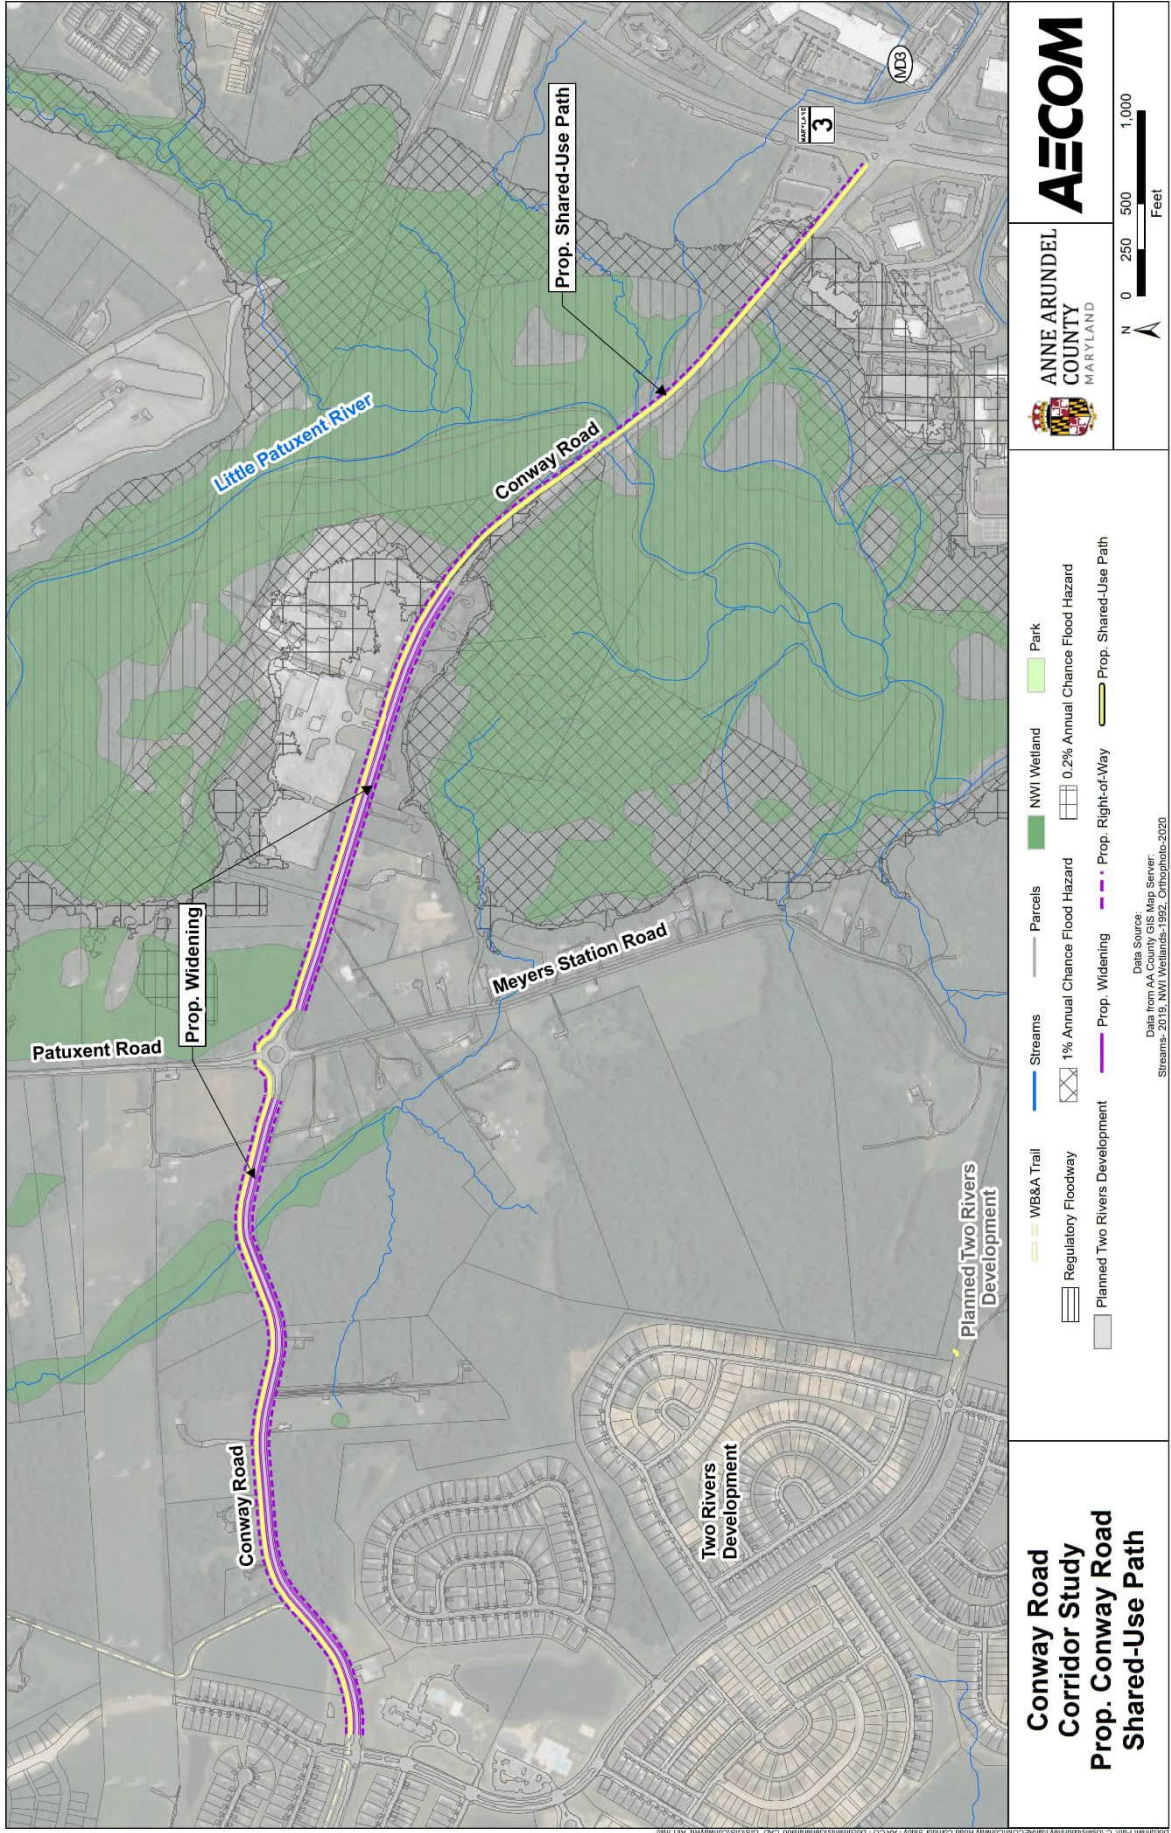 Conway Road
Patuxent Road
Prop. Widening
Little Patuxent River
Conway Road
Prop. Shared-Use Path
MARYLAND
3
MD3
Meyers Station Road
Two Rivers
Development
Planned Two Rivers
Development
Conway Road
Corridor Study
Prop. Conway Road
Shared-Use Path
WB&A Trail
Streams
Parcels
NWI Wetland
Park
Regulatory Floodway
1% Annual Chance Flood Hazard
0.2% Annual Chance Flood Hazard
Planned Two Rivers Development
Prop. Widening
Prop. Right-of-Way
Prop. Shared-Use Path
Data Source:
Data from AA County GIS Map Server:
Streams- 2019, NWI Wetlands-1992, Orthophoto-2020
ANNE ARUNDEL
COUNTY
MARYLAND
AECOM
N
0 250 500 1,000
Feet